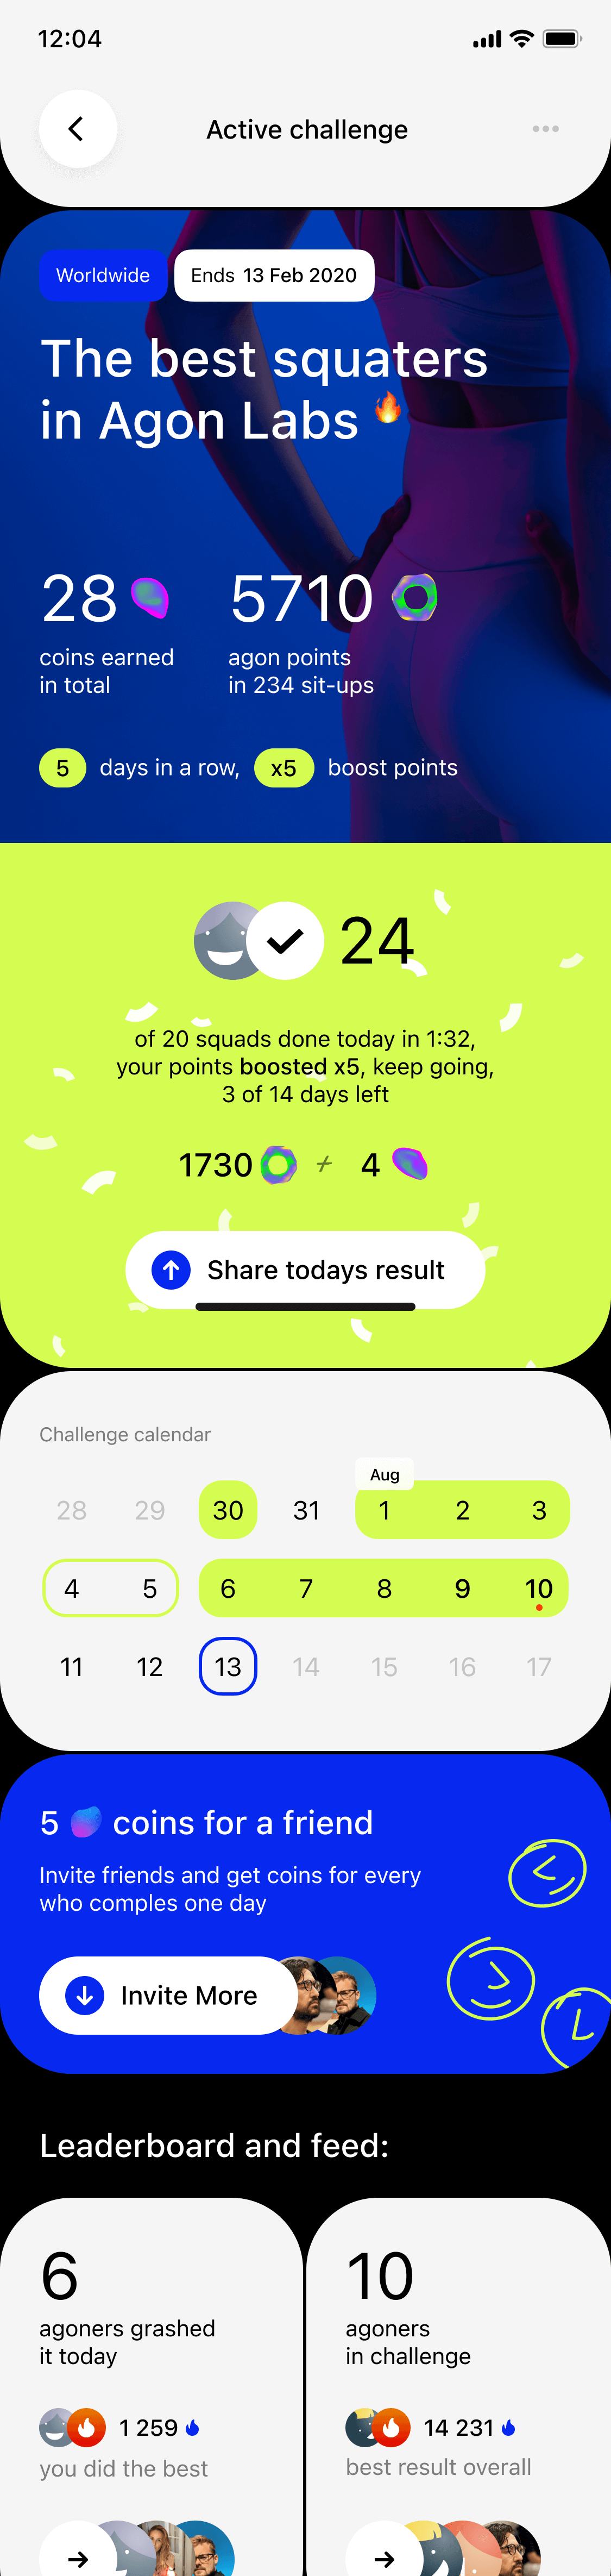 12:04
Active challenge
Worldwide
Ends 13 Feb 2020
The best squaters
in Agon Labs
28
5710
coins earned
in total
agon points
in 234 sit-ups
5 days in a row, x5 boost points
24
of 20 squads done today in 1:32,
your points boosted x5, keep going,
3 of 14 days left
1730 + 4
Share todays result
Challenge calendar
Aug
28 29 30 31 1 2 3
4 5 6 7 8 9 10
11 12 13 14 15 16 17
5 coins for a friend
Invite friends and get coins for every
who comples one day
Invite More
Leaderboard and feed:
6
agoners grashed
it today
1 259
you did the best
10
agoners
in challenge
14 231
best result overall